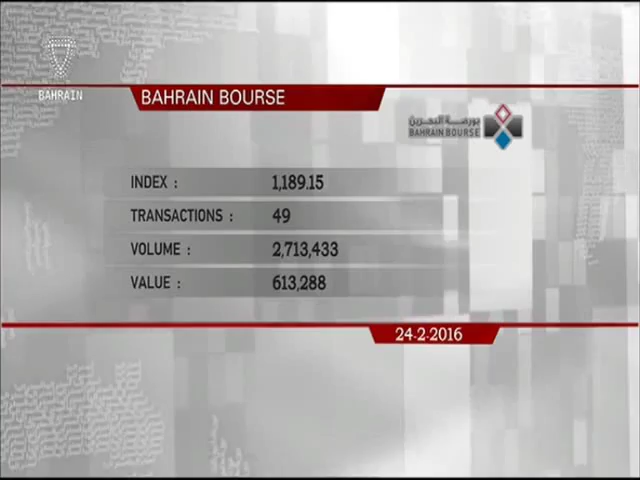 BAHRAIN
BAHRAIN BOURSE
بورصة البحرين
BAHRAIN BOURSE
INDEX : 1,189.15
TRANSACTIONS : 49
VOLUME : 2,713,433
VALUE : 613,288
24-2-2016